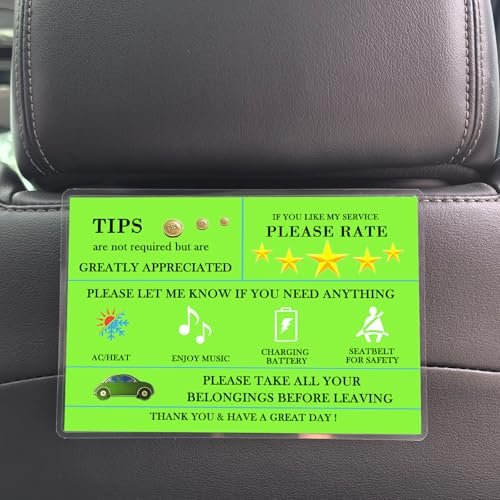 TIPS
are not required but are
GREATLY APPRECIATED
IF YOU LIKE MY SERVICE
PLEASE RATE
PLEASE LET ME KNOW IF YOU NEED ANYTHING
AC/HEAT
ENJOY MUSIC
CHARGING
BATTERY
SEATBELT
FOR SAFETY
PLEASE TAKE ALL YOUR
BELONGINGS BEFORE LEAVING
THANK YOU & HAVE A GREAT DAY !